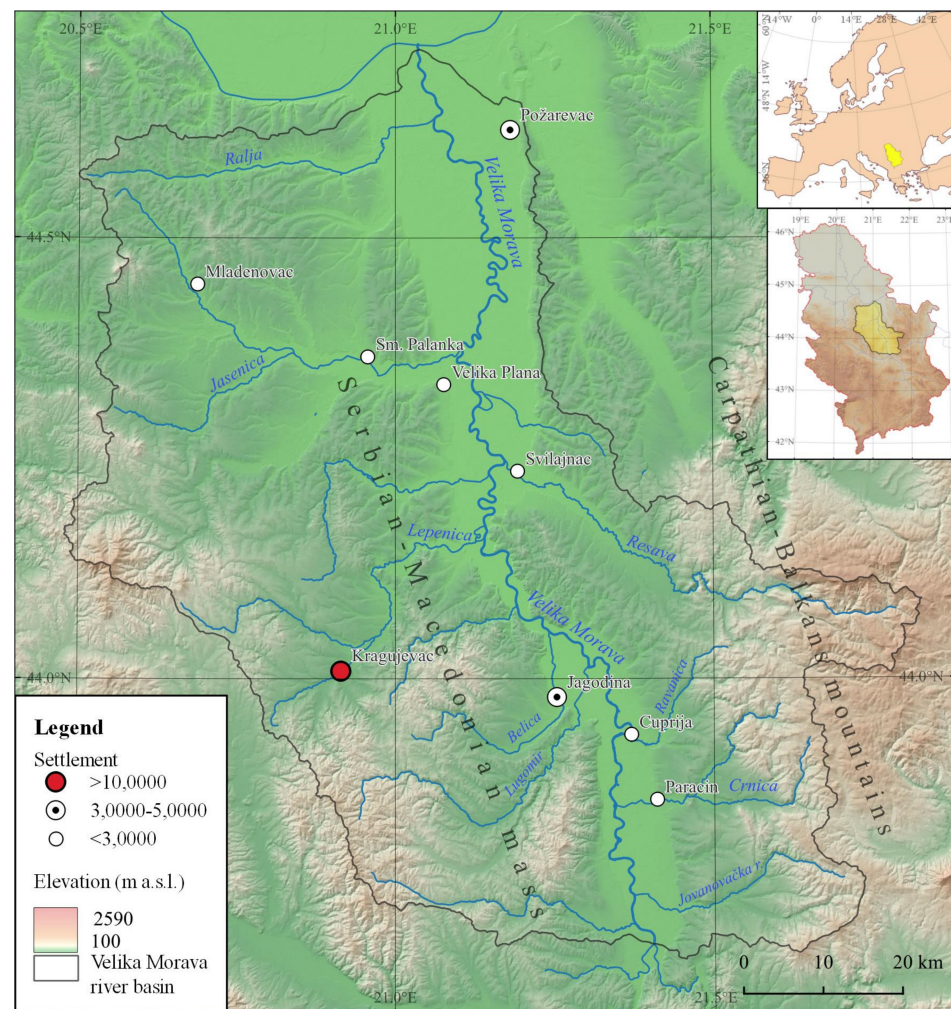 20.5°E
21.0°E
21.5°E
14°W
0°
14°E
28°E
42°E
Požarevac
Ralja
Velika Morava
44.5°N
44.5°N
Mladenovac
Sm. Palanka
Velika Plana
Jasenica
Svilajnac
Lepenica
Resava
Serbian-Macedonian mass
Carpathian-Balkans mountains
Velika Morava
Kragujevac
44.0°N
44.0°N
Jagodina
Ravanica
Belica
Cuprija
Lugomir
Paracin
Crnica
Jovanovačka r.
21.0°E
21.5°E
0 10 20 km
19°E 20°E 21°E 22°E 23°E
46°N
45°N
44°N
43°N
42°N
Legend
Settlement
>10,0000
3,0000-5,0000
<3,0000
Elevation (m a.s.l.)
2590
100
Velika Morava
river basin